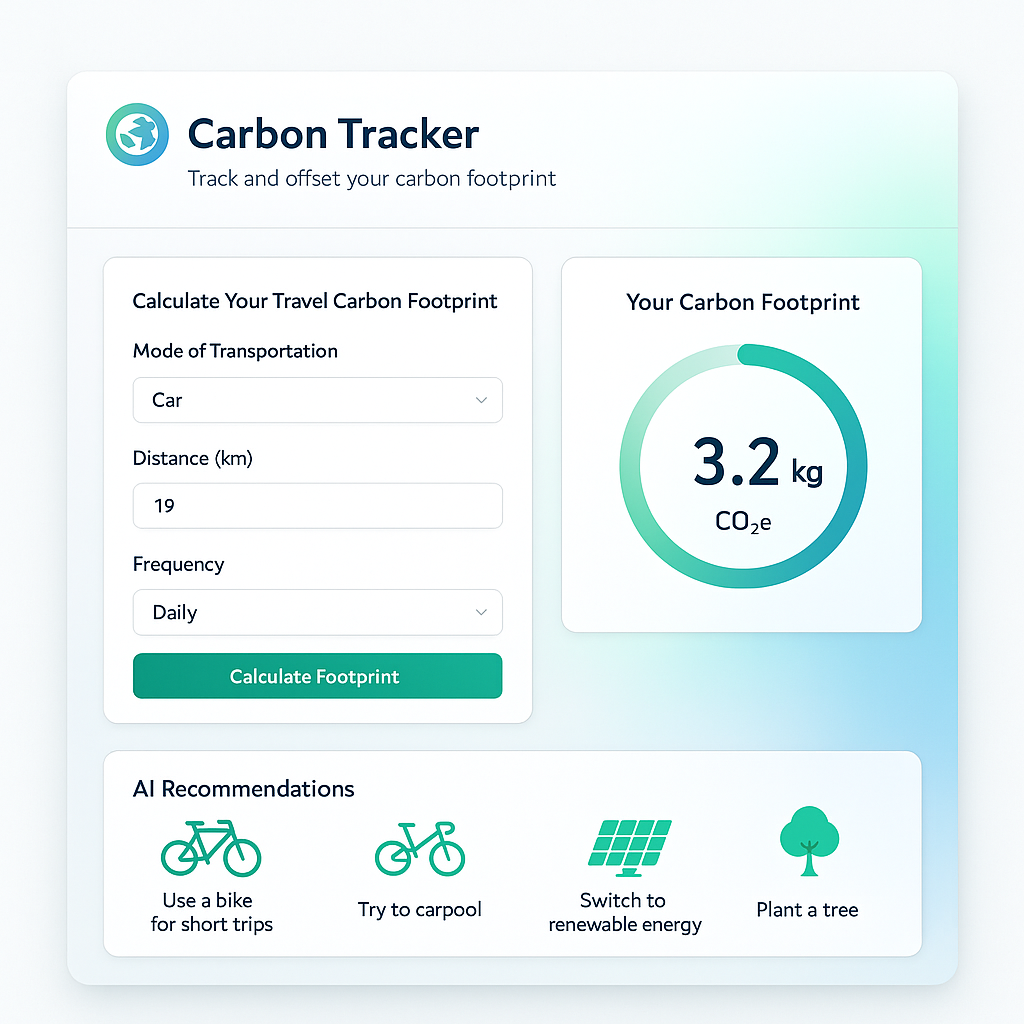 Carbon Tracker
Track and offset your carbon footprint
Calculate Your Travel Carbon Footprint
Mode of Transportation
Car
Distance (km)
19
Frequency
Daily
Calculate Footprint
Your Carbon Footprint
3.2 kg
CO₂e
AI Recommendations
Use a bike
for short trips
Try to carpool
Switch to
renewable energy
Plant a tree